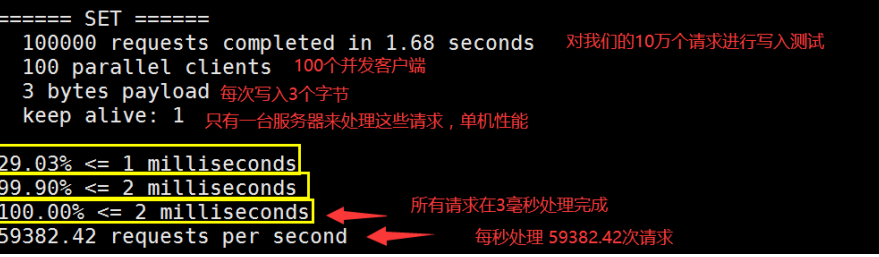 ====== SET ======
100000 requests completed in 1.68 seconds 对我们的10万个请求进行写入测试
100 parallel clients 100个并发客户端
3 bytes payload 每次写入3个字节
keep alive: 1 只有一台服务器来处理这些请求，单机性能
29.03% <= 1 milliseconds
99.90% <= 2 milliseconds
100.00% <= 2 milliseconds 所有请求在3毫秒处理完成
59382.42 requests per second 每秒处理 59382.42次请求